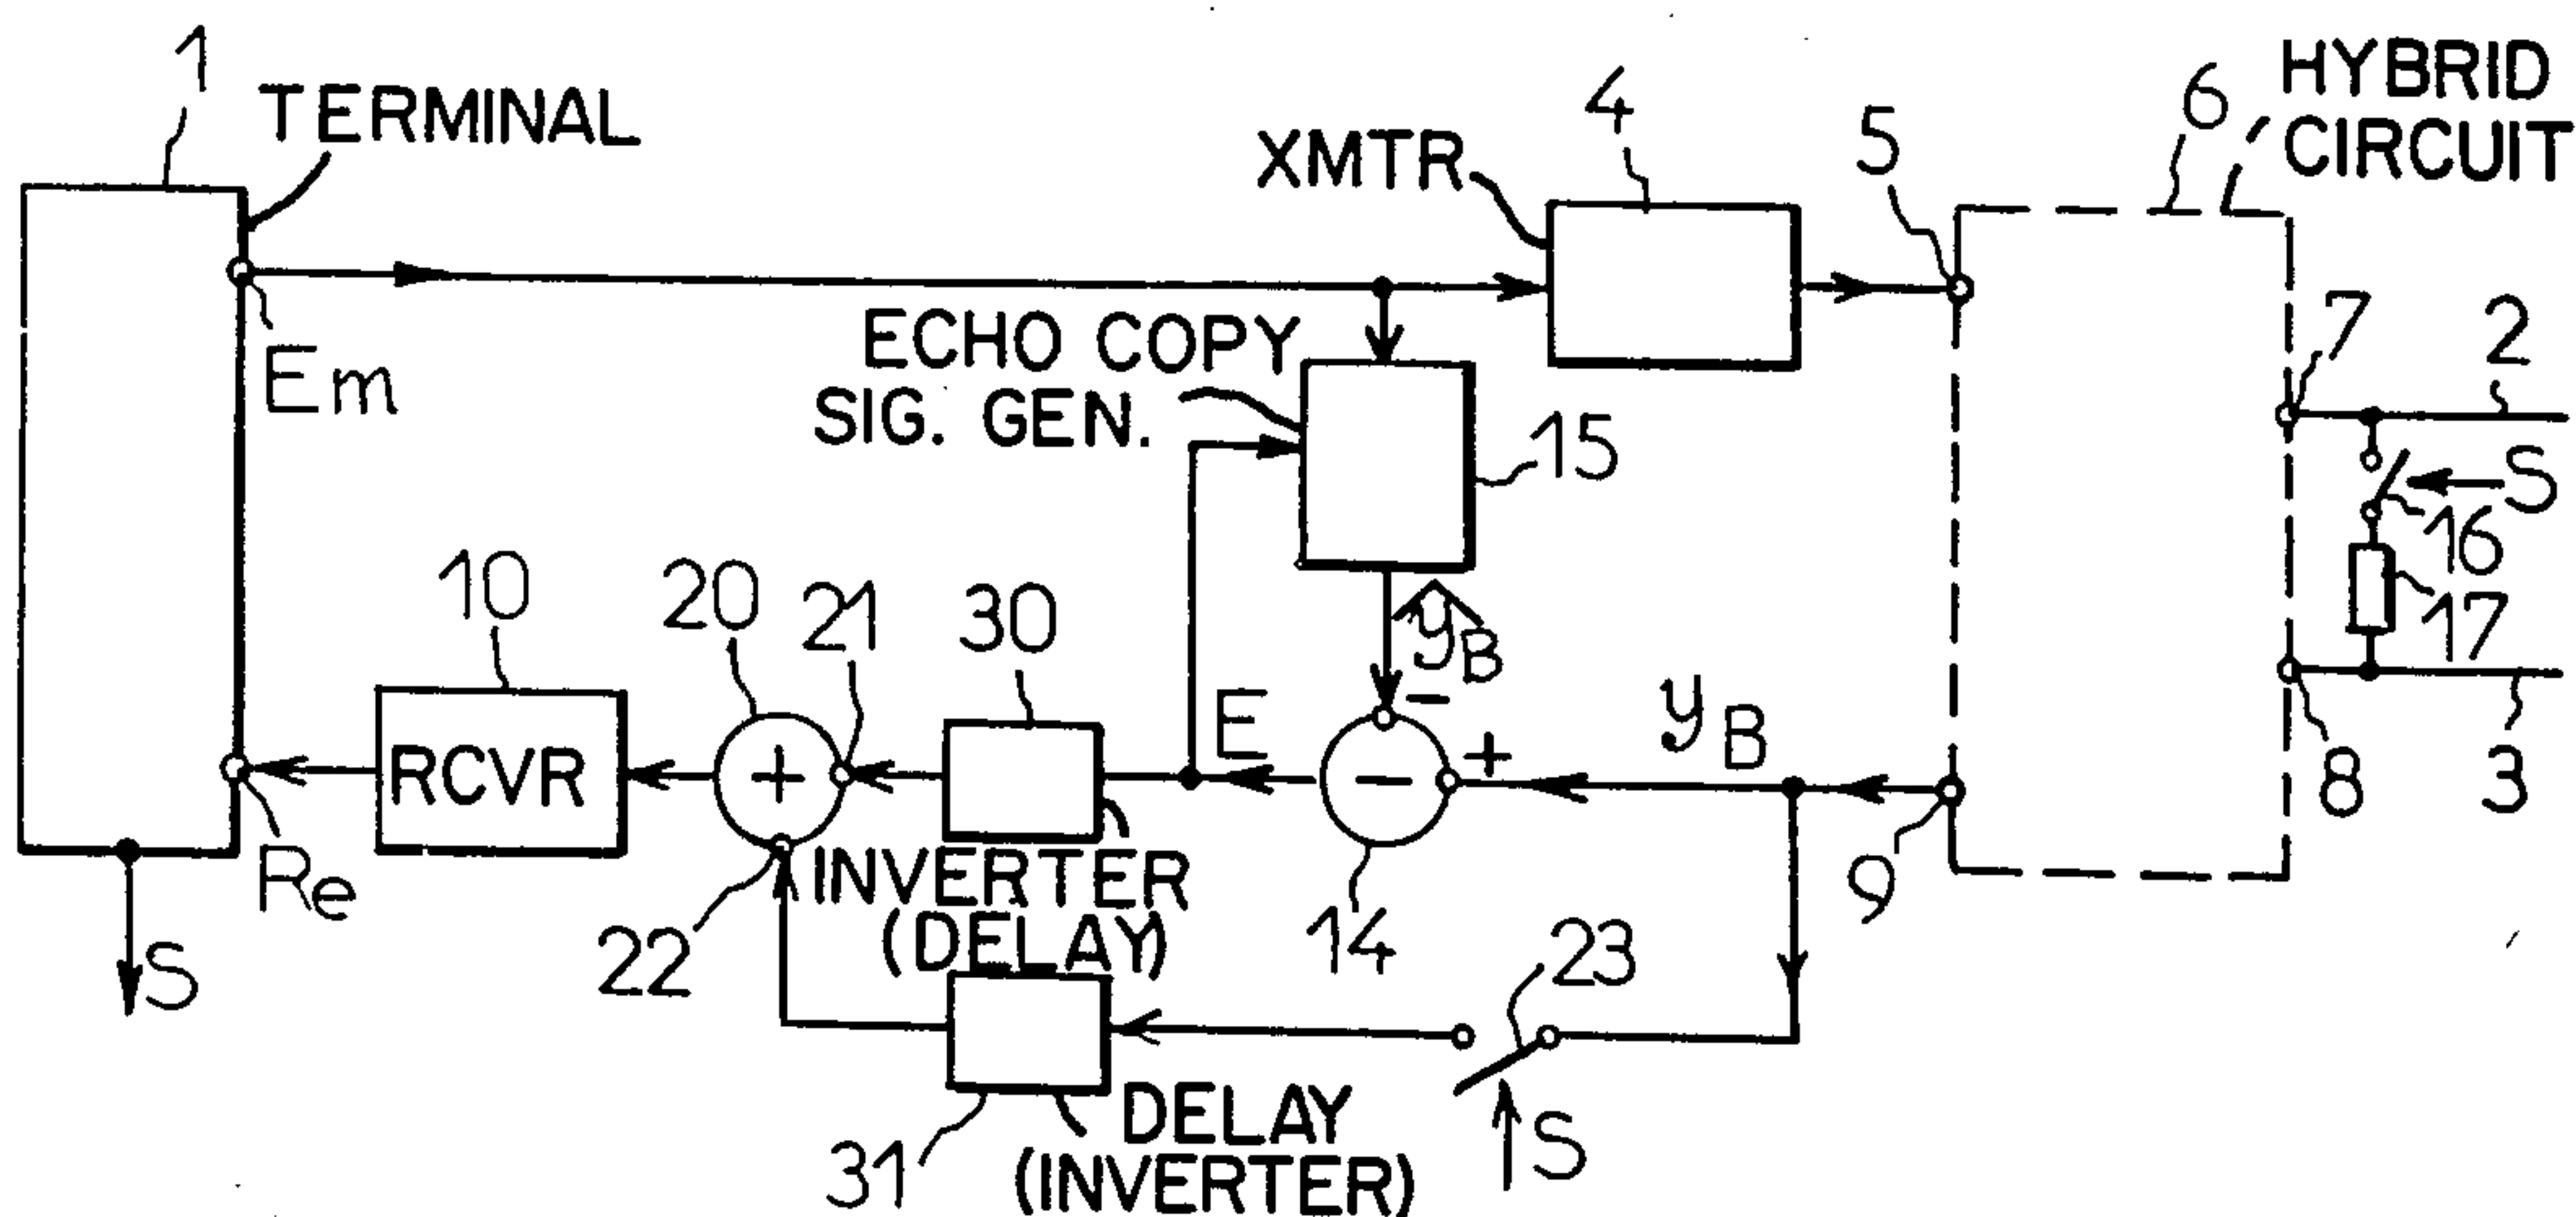 1
TERMINAL
Em
XMTR
4
5
6
HYBRID
CIRCUIT
ECHO COPY
SIG. GEN.
15
7
2
S
16
17
8
3
10
RCVR
20
21
30
E
ŷB
-
-
+
yB
9
Re
S
+
22
INVERTER
(DELAY)
14
23
S
31
DELAY
(INVERTER)